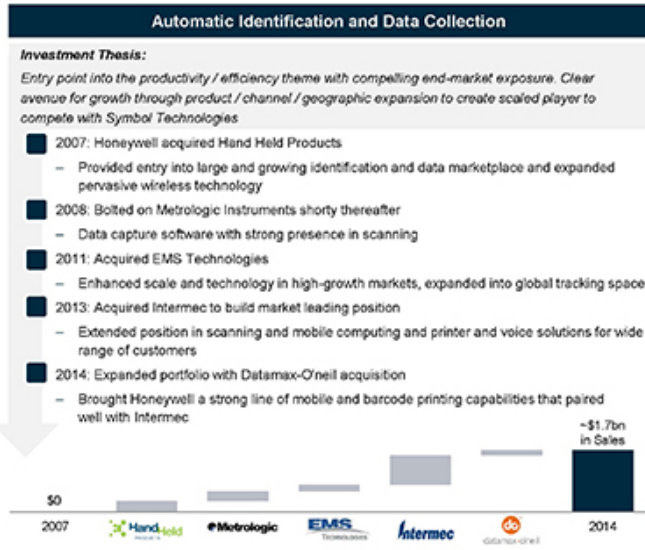 Automatic Identification and Data Collection
Investment Thesis:
Entry point into the productivity / efficiency theme with compelling end-market exposure. Clear
avenue for growth through product / channel / geographic expansion to create scaled player to
compete with Symbol Technologies
2007: Honeywell acquired Hand Held Products
– Provided entry into large and growing identification and data marketplace and expanded
pervasive wireless technology
2008: Bolted on Metrologic Instruments shorty thereafter
– Data capture software with strong presence in scanning
2011: Acquired EMS Technologies
– Enhanced scale and technology in high-growth markets, expanded into global tracking space
2013: Acquired Intermec to build market leading position
– Extended position in scanning and mobile computing and printer and voice solutions for wide
range of customers
2014: Expanded portfolio with Datamax-O'neil acquisition
– Brought Honeywell a strong line of mobile and barcode printing capabilities that paired
well with Intermec
~$1.7bn
in Sales
$0
2007
HandHeld
PRODUCTS
Metrologic
EMS
TECHNOLOGIES
Intermec
do
datamax-oneil
2014